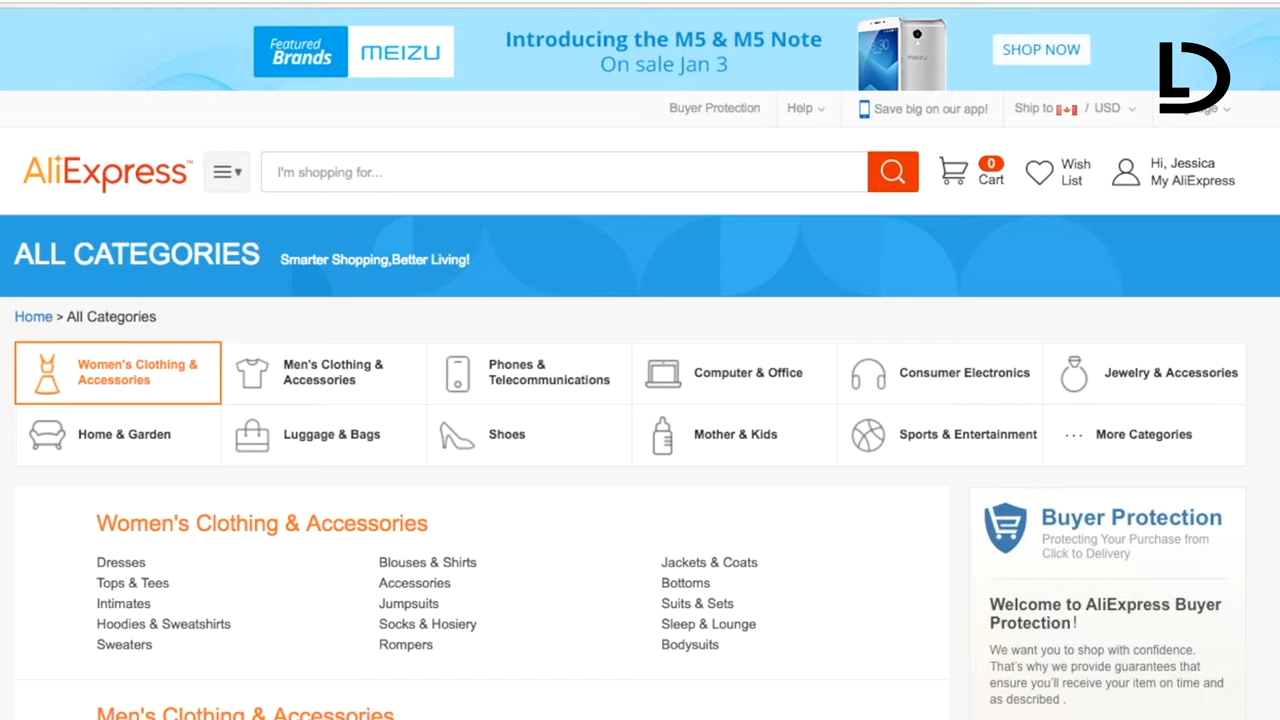 Featured
Brands
MEIZU
Introducing the M5 & M5 Note
On sale Jan 3
SHOP NOW
Buyer Protection
Help
Save big on our app!
Ship to / USD
AliExpress™
I'm shopping for...
0
Cart
Wish
List
Hi, Jessica
My AliExpress
ALL CATEGORIES
Smarter Shopping,Better Living!
Home > All Categories
Women's Clothing &
Accessories
Men's Clothing &
Accessories
Phones &
Telecommunications
Computer & Office
Consumer Electronics
Jewelry & Accessories
Home & Garden
Luggage & Bags
Shoes
Mother & Kids
Sports & Entertainment
... More Categories
Women's Clothing & Accessories
Dresses
Blouses & Shirts
Jackets & Coats
Tops & Tees
Accessories
Bottoms
Intimates
Jumpsuits
Suits & Sets
Hoodies & Sweatshirts
Socks & Hosiery
Sleep & Lounge
Sweaters
Rompers
Bodysuits
Men's Clothing & Accessories
Buyer Protection
Protecting Your Purchase from
Click to Delivery
Welcome to AliExpress Buyer
Protection!
We want you to shop with confidence.
That's why we provide guarantees that
ensure you'll receive your item on time and
as described .